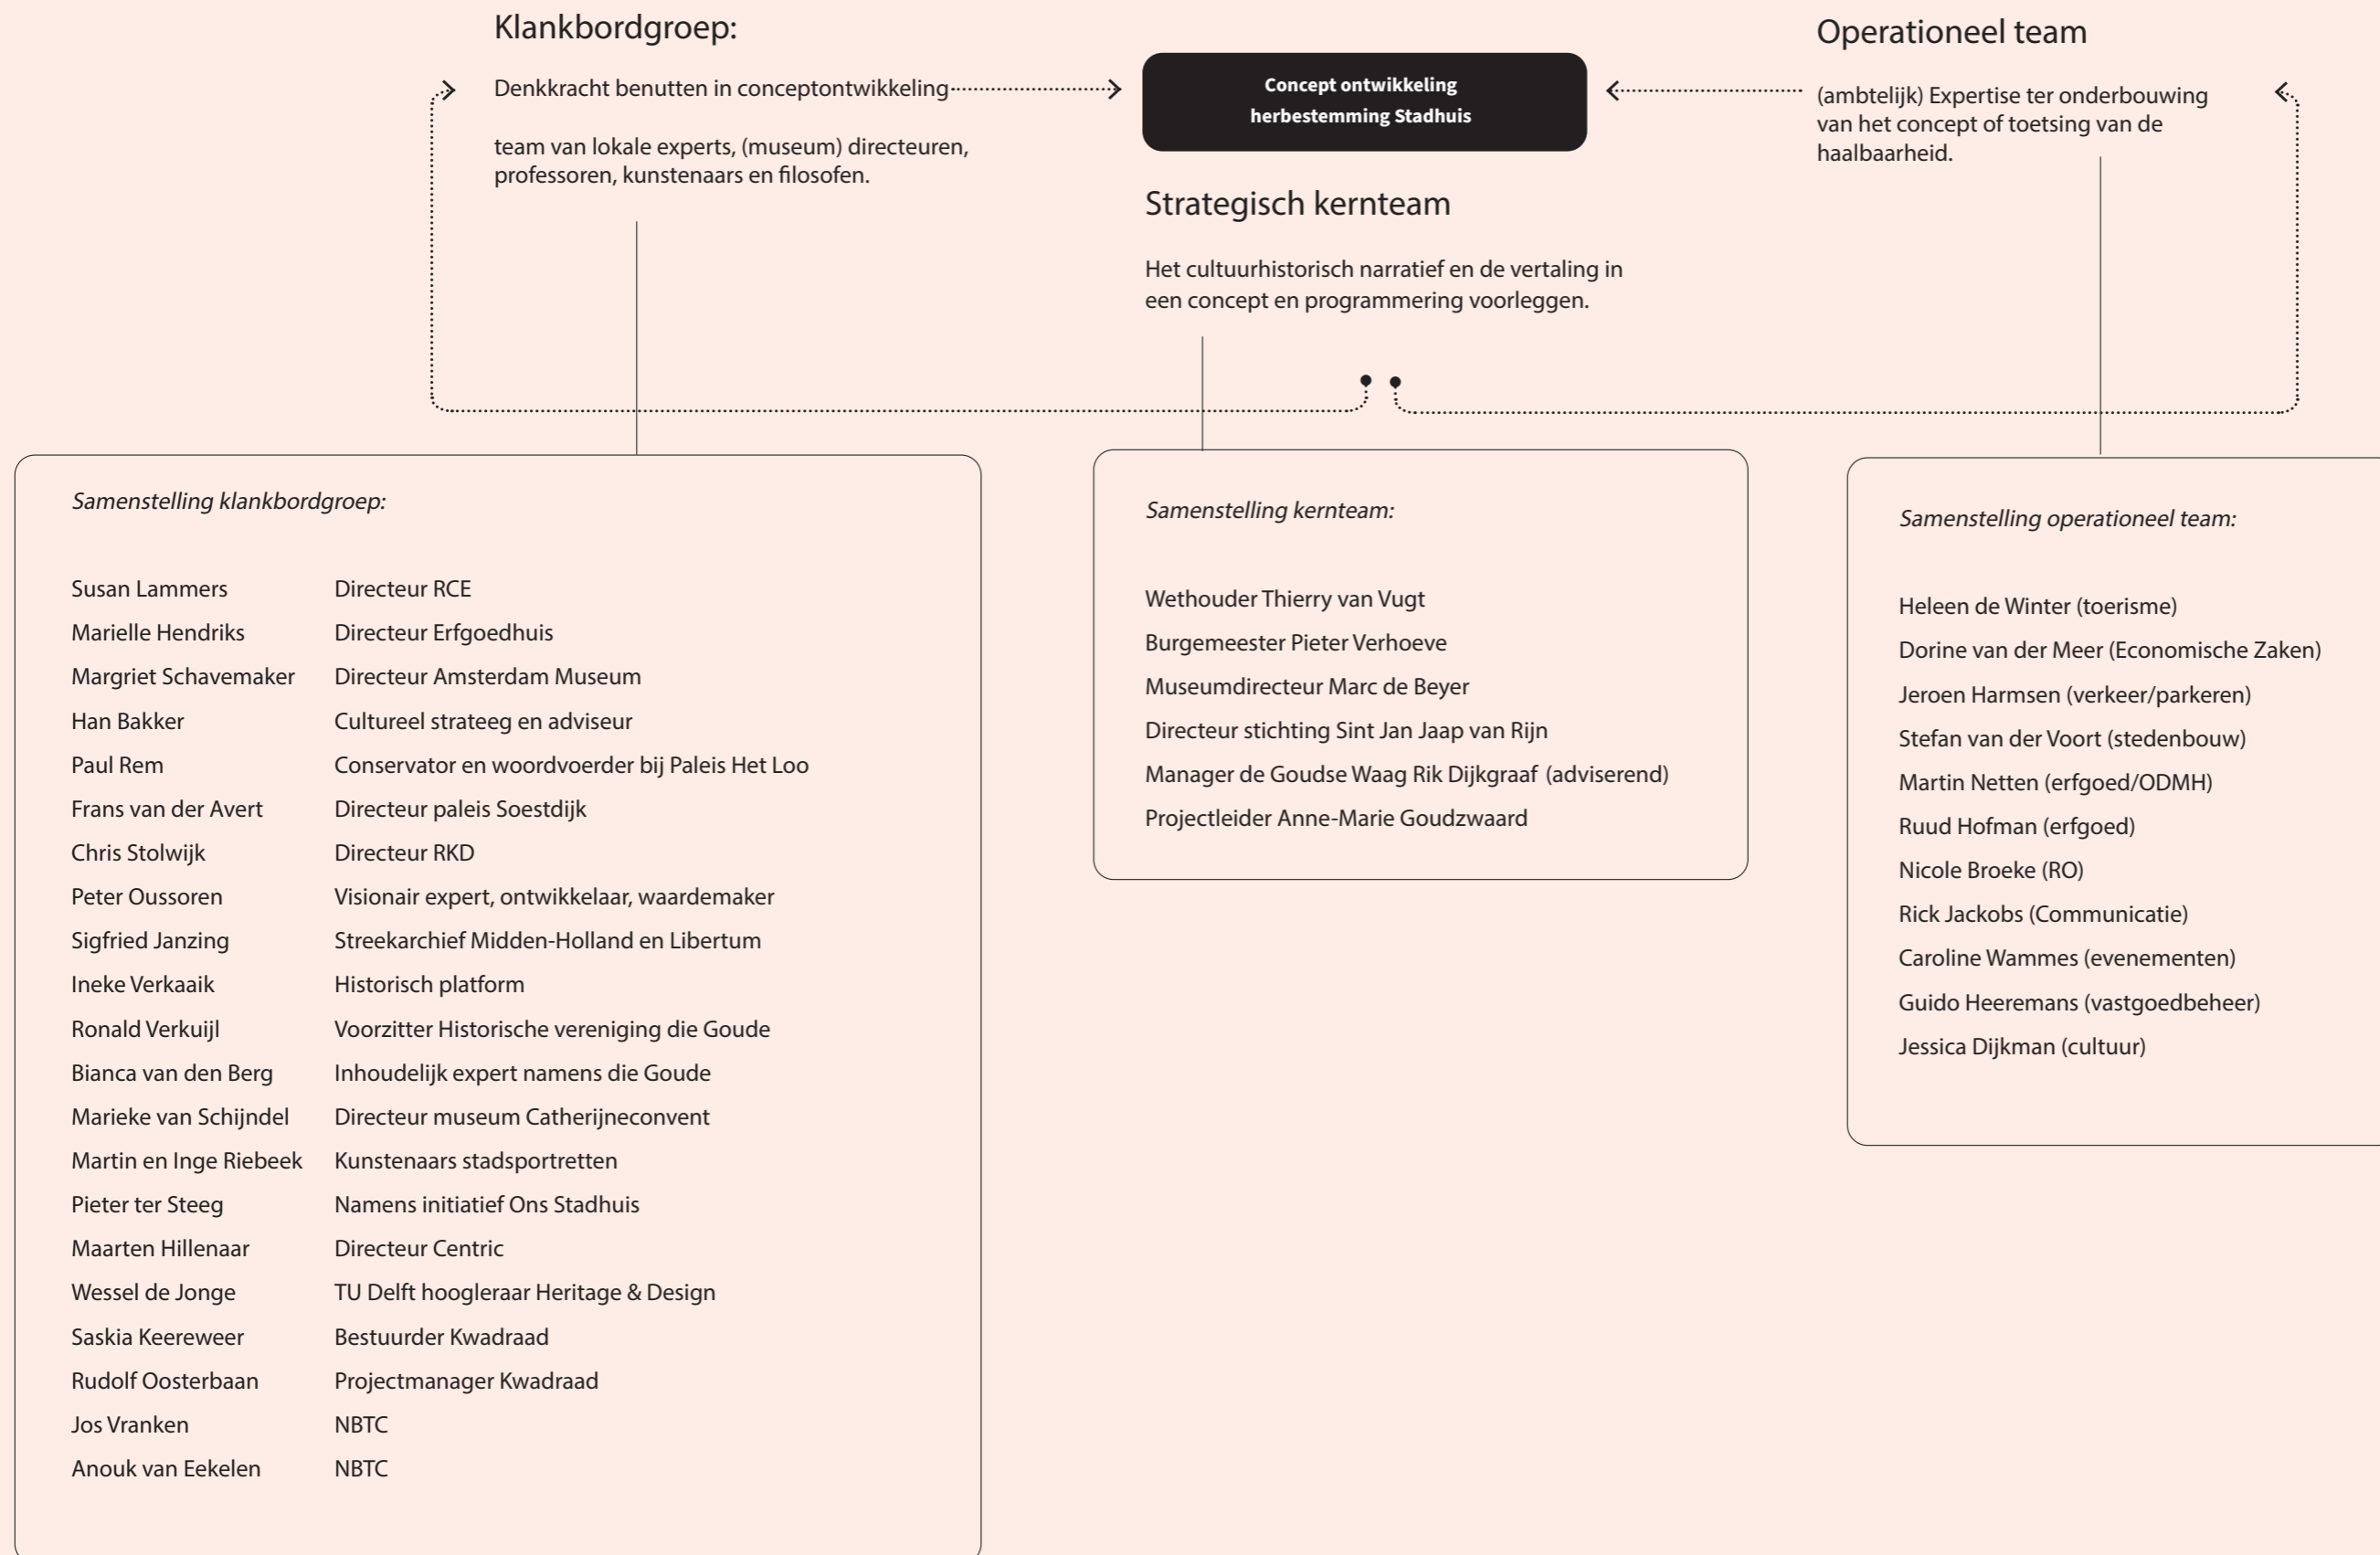 Klankbordgroep:
Denkkracht benutten in conceptontwikkeling
team van lokale experts, (museum) directeuren,
professoren, kunstenaars en filosofen.
Concept ontwikkeling
herbestemming Stadhuis
Strategisch kernteam
Het cultuurhistorisch narratief en de vertaling in
een concept en programmering voorleggen.
Operationeel team
(ambtelijk) Expertise ter onderbouwing
van het concept of toetsing van de
haalbaarheid.
Samenstelling klankbordgroep:
Susan Lammers Directeur RCE
Marielle Hendriks Directeur Erfgoedhuis
Margriet Schavemaker Directeur Amsterdam Museum
Han Bakker Cultureel strateeg en adviseur
Paul Rem Conservator en woordvoerder bij Paleis Het Loo
Frans van der Avert Directeur paleis Soestdijk
Chris Stolwijk Directeur RKD
Peter Oussoren Visionair expert, ontwikkelaar, waardemaker
Sigfried Janzing Streekarchief Midden-Holland en Libertum
Ineke Verkaaik Historisch platform
Ronald Verkuijl Voorzitter Historische vereniging die Goude
Bianca van den Berg Inhoudelijk expert namens die Goude
Marieke van Schijndel Directeur museum Catherijneconvent
Martin en Inge Riebeek Kunstenaars stadsportretten
Pieter ter Steeg Namens initiatief Ons Stadhuis
Maarten Hillenaar Directeur Centric
Wessel de Jonge TU Delft hoogleraar Heritage & Design
Saskia Keereweer Bestuurder Kwadraad
Rudolf Oosterbaan Projectmanager Kwadraad
Jos Vranken NBTC
Anouk van Eekelen NBTC
Samenstelling kernteam:
Wethouder Thierry van Vugt
Burgemeester Pieter Verhoeve
Museumdirecteur Marc de Beyer
Directeur stichting Sint Jan Jaap van Rijn
Manager de Goudse Waag Rik Dijkgraaf (adviserend)
Projectleider Anne-Marie Goudzwaard
Samenstelling operationeel team:
Heleen de Winter (toerisme)
Dorine van der Meer (Economische Zaken)
Jeroen Harmsen (verkeer/parkeren)
Stefan van der Voort (stedenbouw)
Martin Netten (erfgoed/ODMH)
Ruud Hofman (erfgoed)
Nicole Broeke (RO)
Rick Jackobs (Communicatie)
Caroline Wammes (evenementen)
Guido Heeremans (vastgoedbeheer)
Jessica Dijkman (cultuur)